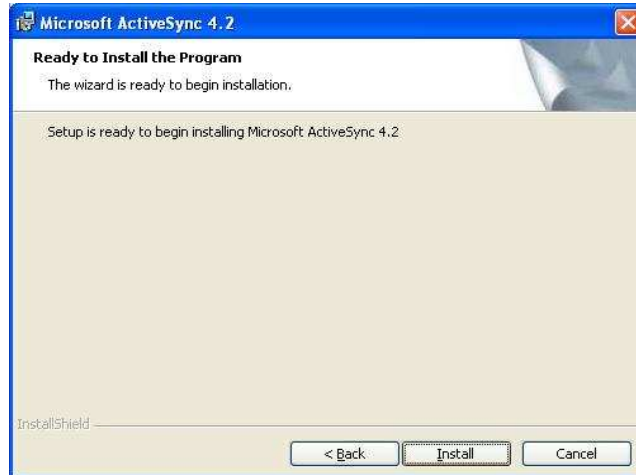 Microsoft ActiveSync 4.2
Ready to Install the Program
The wizard is ready to begin installation.
Setup is ready to begin installing Microsoft ActiveSync 4.2
InstallShield
< Back Install Cancel